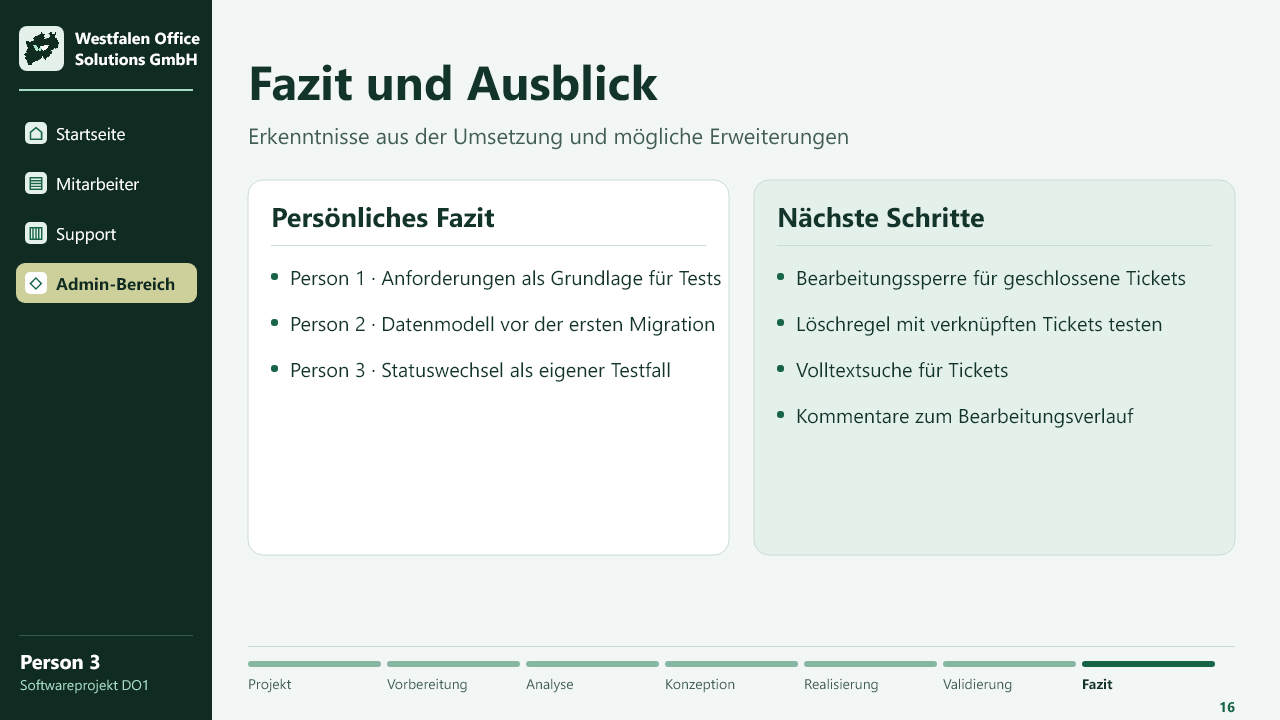 Westfalen Office
Solutions GmbH
Startseite
Mitarbeiter
Support
Admin-Bereich
Person 3
Softwareprojekt DO1
Fazit und Ausblick
Erkenntnisse aus der Umsetzung und mögliche Erweiterungen
Persönliches Fazit
Person 1 · Anforderungen als Grundlage für Tests
Person 2 · Datenmodell vor der ersten Migration
Person 3 · Statuswechsel als eigener Testfall
Nächste Schritte
Bearbeitungssperre für geschlossene Tickets
Löschregel mit verknüpften Tickets testen
Volltextsuche für Tickets
Kommentare zum Bearbeitungsverlauf
Projekt
Vorbereitung
Analyse
Konzeption
Realisierung
Validierung
Fazit
16